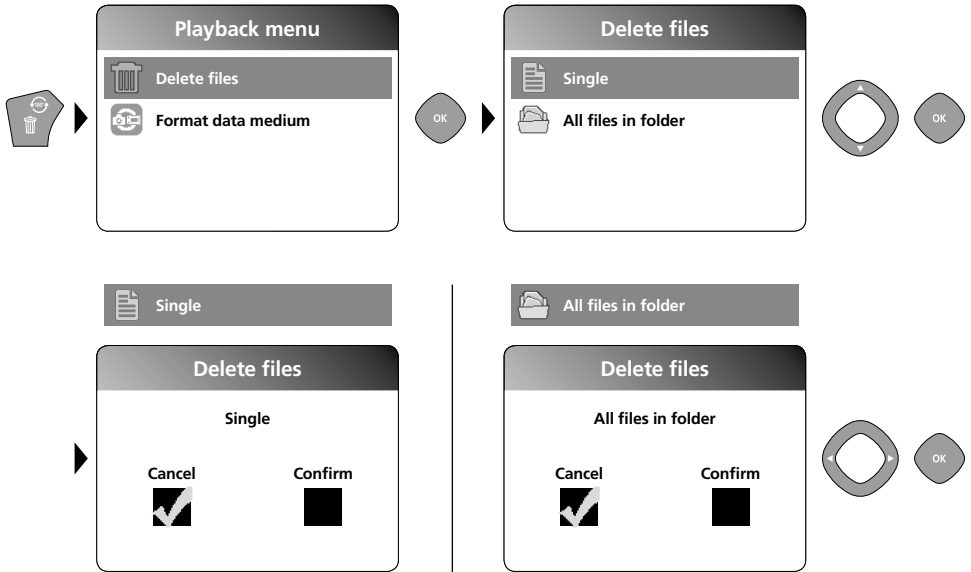 Playback menu
Delete files
Format data medium
180°
OK
Delete files
Single
All files in folder
OK
Single
Delete files
Single
Cancel
Confirm
All files in folder
Delete files
All files in folder
Cancel
Confirm
OK